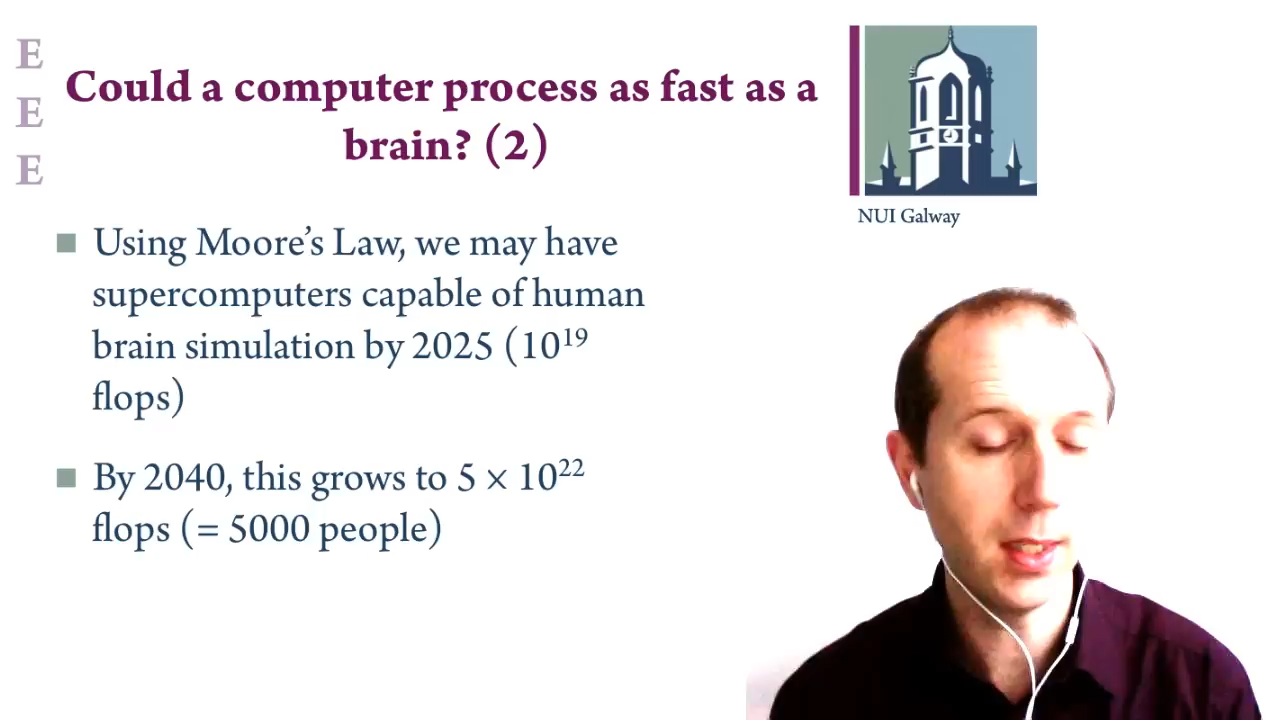 E
E
E
Could a computer process as fast as a
brain? (2)
NUI Galway
■ Using Moore’s Law, we may have
supercomputers capable of human
brain simulation by 2025 (10¹⁹
flops)
■ By 2040, this grows to 5 × 10²²
flops (= 5000 people)